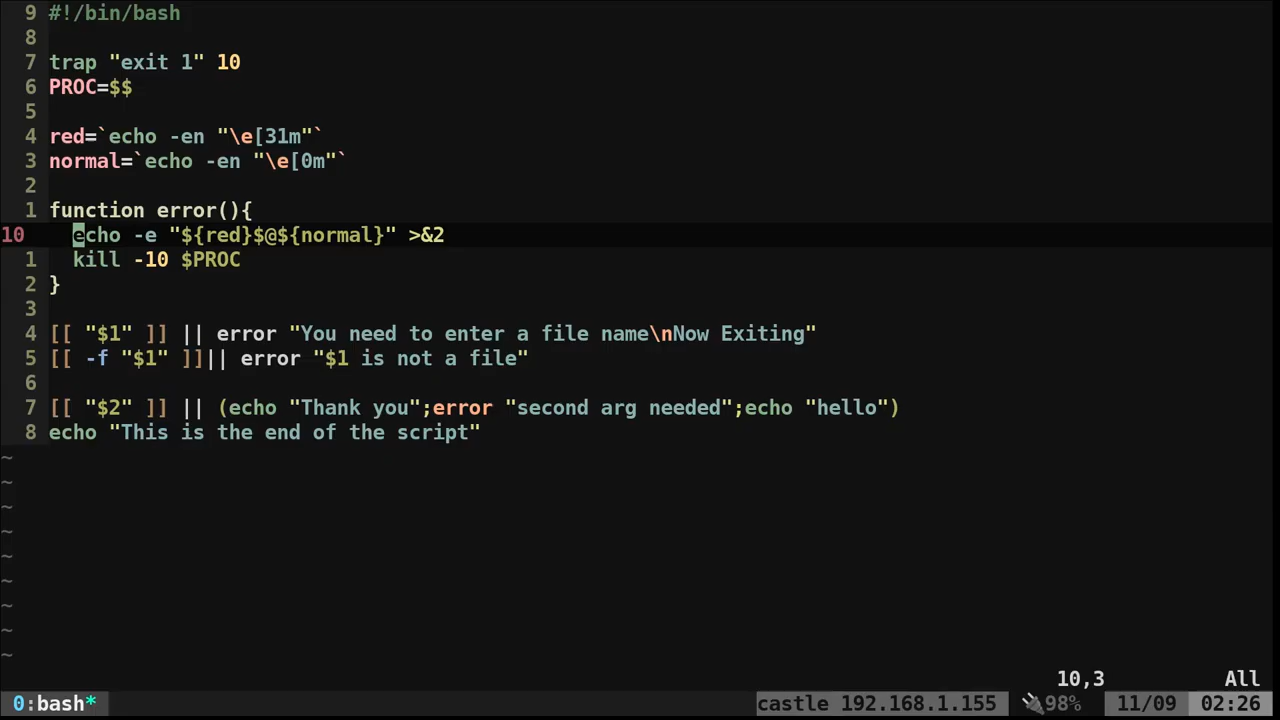 9 #!/bin/bash
8
7 trap "exit 1" 10
6 PROC=$$
5
4 red=`echo -en "\e[31m"`
3 normal=`echo -en "\e[0m"`
2
1 function error(){
10   echo -e "${red}$@${normal}" >&2
1   kill -10 $PROC
2 }
3
4 [[ "$1" ]] || error "You need to enter a file name\nNow Exiting"
5 [[ -f "$1" ]]|| error "$1 is not a file"
6
7 [[ "$2" ]] || (echo "Thank you";error "second arg needed";echo "hello")
8 echo "This is the end of the script"
~
~
~
~
~
~
~
~
~
10,3 All
0:bash* castle 192.168.1.155 98% 11/09 02:26